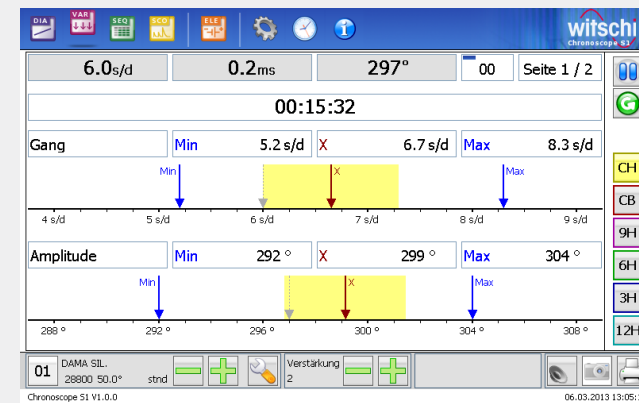 DIA VAR SEQ SCO ELE witschi
Chronoscope S1
6.0s/d 0.2ms 297° 00 Seite 1 / 2
00:15:32
Gang Min 5.2 s/d X 6.7 s/d Max 8.3 s/d
Min X Max
4 s/d 5 s/d 6 s/d 7 s/d 8 s/d 9 s/d
Amplitude Min 292 ° X 299 ° Max 304 °
Min X Max
288 ° 292 ° 296 ° 300 ° 304 ° 308 °
CH
CB
9H
6H
3H
12H
01 DAMA SIL. Verstärkung
28800 50.0° stnd 2
Chronoscope S1 V1.0.0 06.03.2013 13:05: